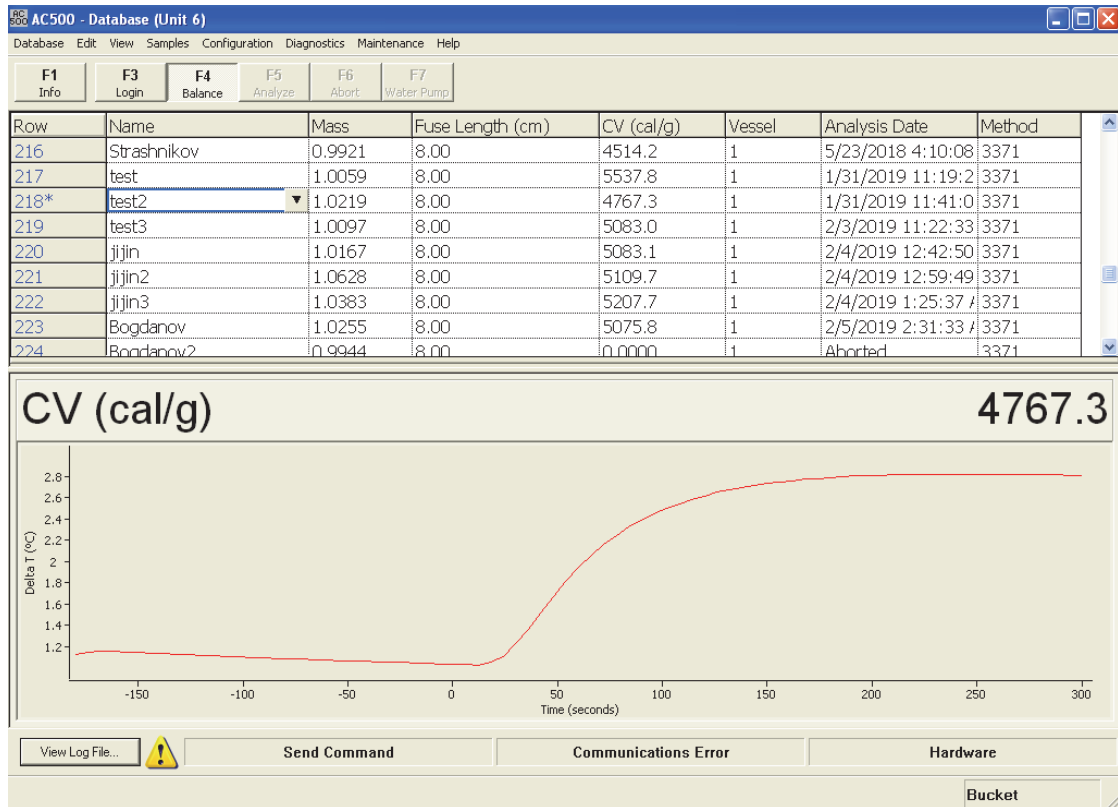 AC500 - Database (Unit 6)
Database Edit View Samples Configuration Diagnostics Maintenance Help
F1 F3 F4 F5 F6 F7
Info Login Balance Analyze Abort Water Pump
Row Name Mass Fuse Length (cm) CV (cal/g) Vessel Analysis Date Method
216 Strashnikov 0.9921 8.00 4514.2 1 5/23/2018 4:10:08 3371
217 test 1.0059 8.00 5537.8 1 1/31/2019 11:19:2 3371
218* test2 1.0219 8.00 4767.3 1 1/31/2019 11:41:0 3371
219 test3 1.0097 8.00 5083.0 1 2/3/2019 11:22:33 3371
220 jijin 1.0167 8.00 5083.1 1 2/4/2019 12:42:50 3371
221 jijin2 1.0628 8.00 5109.7 1 2/4/2019 12:59:49 3371
222 jijin3 1.0383 8.00 5207.7 1 2/4/2019 1:25:37 3371
223 Bogdanov 1.0255 8.00 5075.8 1 2/5/2019 2:31:33 3371
224 Bogdanov2 0.9944 8.00 0.0000 1 Aborted 3371
CV (cal/g) 4767.3
2.8
2.6
2.4
2.2
2
1.8
1.6
1.4
1.2
Delta T (ºC)
-150 -100 -50 0 50 100 150 200 250 300
Time (seconds)
View Log File... Send Command Communications Error Hardware
Bucket